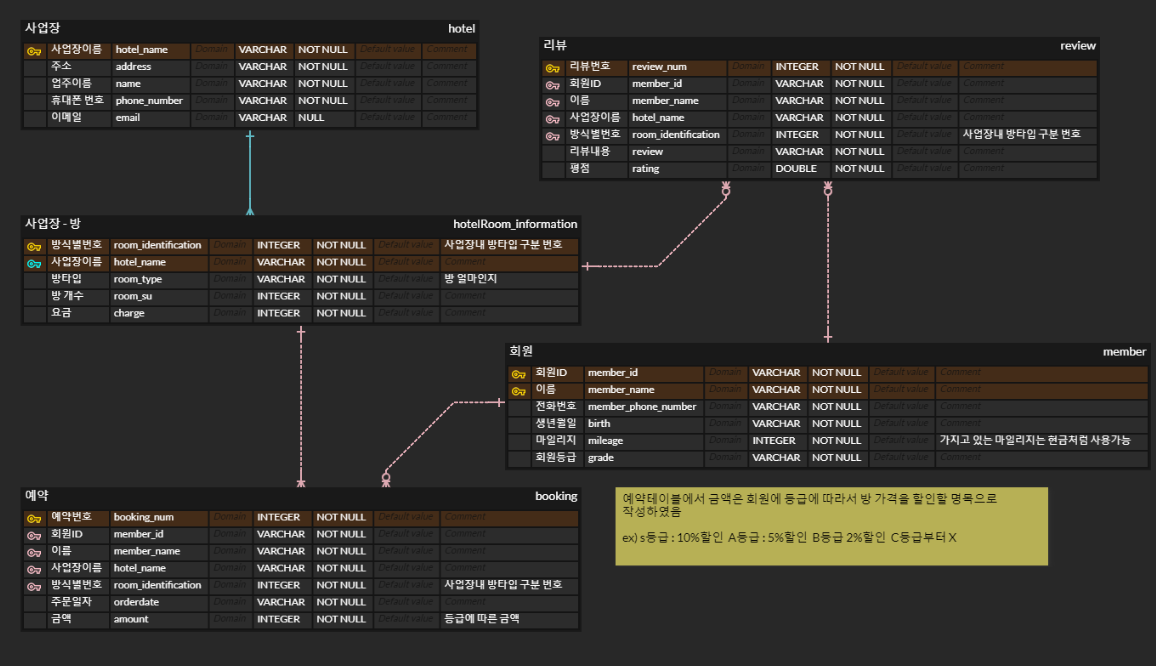 사업장 hotel
사업장이름 hotel_name Domain VARCHAR NOT NULL Default value Comment
주소 address Domain VARCHAR NOT NULL Default value Comment
업주이름 name Domain VARCHAR NOT NULL Default value Comment
휴대폰 번호 phone_number Domain VARCHAR NOT NULL Default value Comment
이메일 email Domain VARCHAR NULL Default value Comment
리뷰 review
리뷰번호 review_num Domain INTEGER NOT NULL Default value Comment
회원ID member_id Domain VARCHAR NOT NULL Default value Comment
이름 member_name Domain VARCHAR NOT NULL Default value Comment
사업장이름 hotel_name Domain VARCHAR NOT NULL Default value Comment
방식별번호 room_identification Domain INTEGER NOT NULL Default value 사업장내 방타입 구분 번호
리뷰내용 review Domain VARCHAR NOT NULL Default value Comment
평점 rating Domain DOUBLE NOT NULL Default value Comment
사업장 - 방 hotelRoom_information
방식별번호 room_identification Domain INTEGER NOT NULL Default value 사업장내 방타입 구분 번호
사업장이름 hotel_name Domain VARCHAR NOT NULL Default value Comment
방타입 room_type Domain VARCHAR NOT NULL Default value 방 얼마인지
방 개수 room_su Domain INTEGER NOT NULL Default value Comment
요금 charge Domain INTEGER NOT NULL Default value Comment
회원 member
회원ID member_id Domain VARCHAR NOT NULL Default value Comment
이름 member_name Domain VARCHAR NOT NULL Default value Comment
전화번호 member_phone_number Domain VARCHAR NOT NULL Default value Comment
생년월일 birth Domain VARCHAR NOT NULL Default value Comment
마일리지 mileage Domain INTEGER NOT NULL Default value 가지고 있는 마일리지는 현금처럼 사용가능
회원등급 grade Domain VARCHAR NOT NULL Default value Comment
예약 booking
예약번호 booking_num Domain INTEGER NOT NULL Default value Comment
회원ID member_id Domain VARCHAR NOT NULL Default value Comment
이름 member_name Domain VARCHAR NOT NULL Default value Comment
사업장이름 hotel_name Domain VARCHAR NOT NULL Default value Comment
방식별번호 room_identification Domain INTEGER NOT NULL Default value 사업장내 방타입 구분 번호
주문일자 orderdate Domain VARCHAR NOT NULL Default value Comment
금액 amount Domain INTEGER NOT NULL Default value 등급에 따른 금액
예약테이블에서 금액은 회원에 등급에 따라서 방 가격을 할인할 명목으로
작성하였음
ex) s등급 : 10%할인 A등급 : 5%할인 B등급 2%할인 C등급부터 X